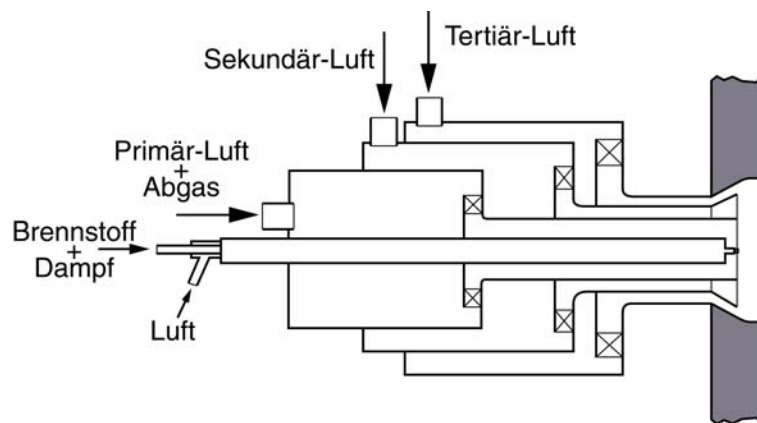 Tertiär-Luft
Sekundär-Luft
Primär-Luft
+
Abgas
Brennstoff
+
Dampf
Luft